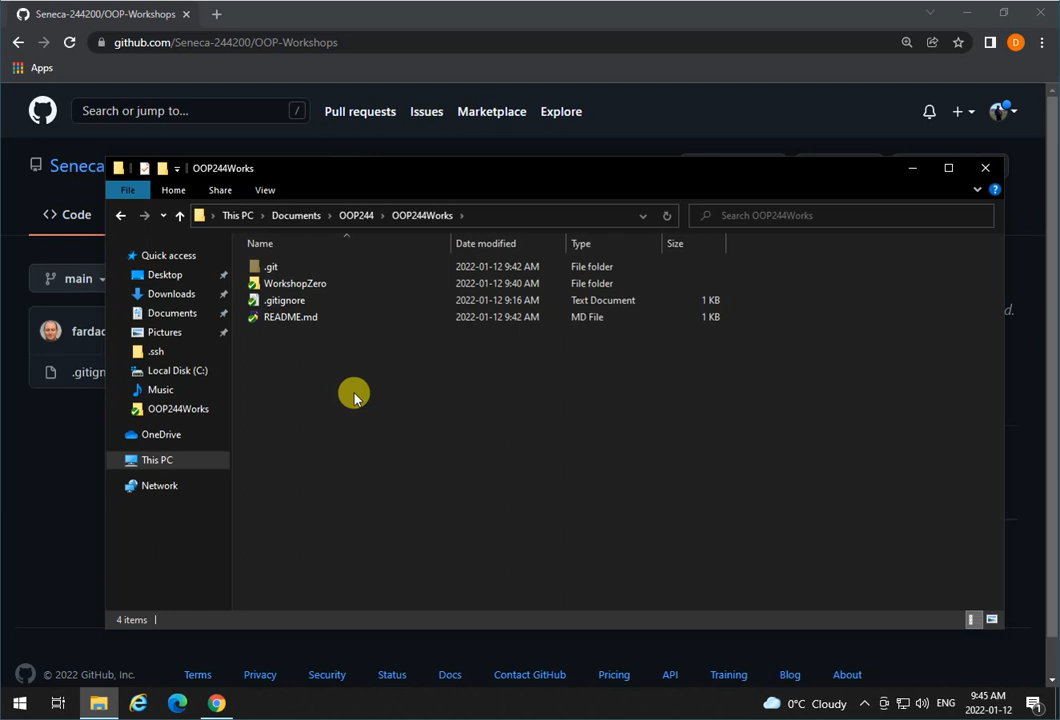 Seneca-244200/OOP-Workshops
github.com/Seneca-244200/OOP-Workshops
Apps
Search or jump to... /
Pull requests Issues Marketplace Explore
Seneca
OOP244Works
File Home Share View
<> Code
This PC > Documents > OOP244 > OOP244Works >
Search OOP244Works
Name Date modified Type Size
Quick access
.git 2022-01-12 9:42 AM File folder
Desktop
main
WorkshopZero 2022-01-12 9:40 AM File folder
Downloads
.gitignore 2022-01-12 9:16 AM Text Document 1 KB
d.
Documents
README.md 2022-01-12 9:42 AM MD File 1 KB
fardad
Pictures
.ssh
.gitign
Local Disk (C:)
Music
OOP244Works
OneDrive
This PC
Network
4 items
© 2022 GitHub, Inc. Terms Privacy Security Status Docs Contact GitHub Pricing API Training Blog About
0°C Cloudy ENG 9:45 AM
2022-01-12